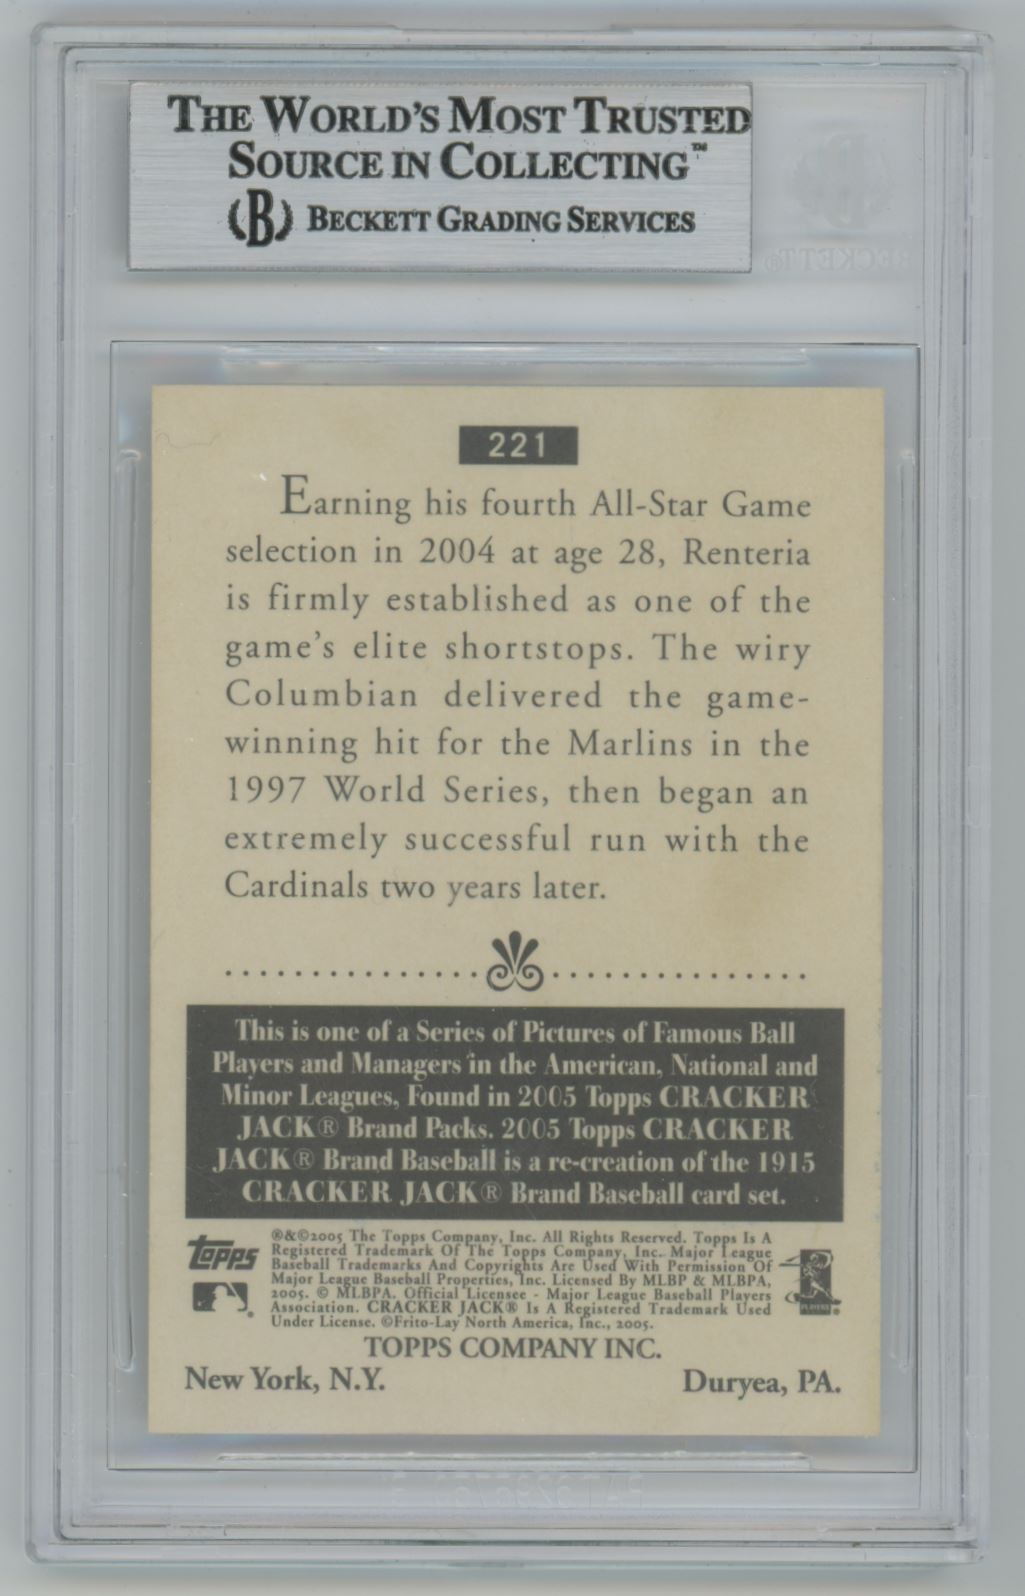 THE WORLD'S MOST TRUSTED
SOURCE IN COLLECTING™
B BECKETT GRADING SERVICES
BECKETT®
221
Earning his fourth All-Star Game
selection in 2004 at age 28, Renteria
is firmly established as one of the
game's elite shortstops. The wiry
Columbian delivered the game-
winning hit for the Marlins in the
1997 World Series, then began an
extremely successful run with the
Cardinals two years later.
This is one of a Series of Pictures of Famous Ball
Players and Managers in the American, National and
Minor Leagues, Found in 2005 Topps CRACKER
JACK® Brand Packs. 2005 Topps CRACKER
JACK® Brand Baseball is a re-creation of the 1915
CRACKER JACK® Brand Baseball card set.
topps
®&©2005 The Topps Company, Inc. All Rights Reserved. Topps Is A
Registered Trademark Of The Topps Company, Inc. Major League
Baseball Trademarks And Copyrights Are Used With Permission Of
Major League Baseball Properties, Inc. Licensed By MLBP & MLBPA,
2005. © MLBPA. Official Licensee - Major League Baseball Players
Association. CRACKER JACK® Is A Registered Trademark Used
Under License. ©Frito-Lay North America, Inc., 2005.
PLAYERS
TOPPS COMPANY INC.
New York, N.Y. Duryea, PA.